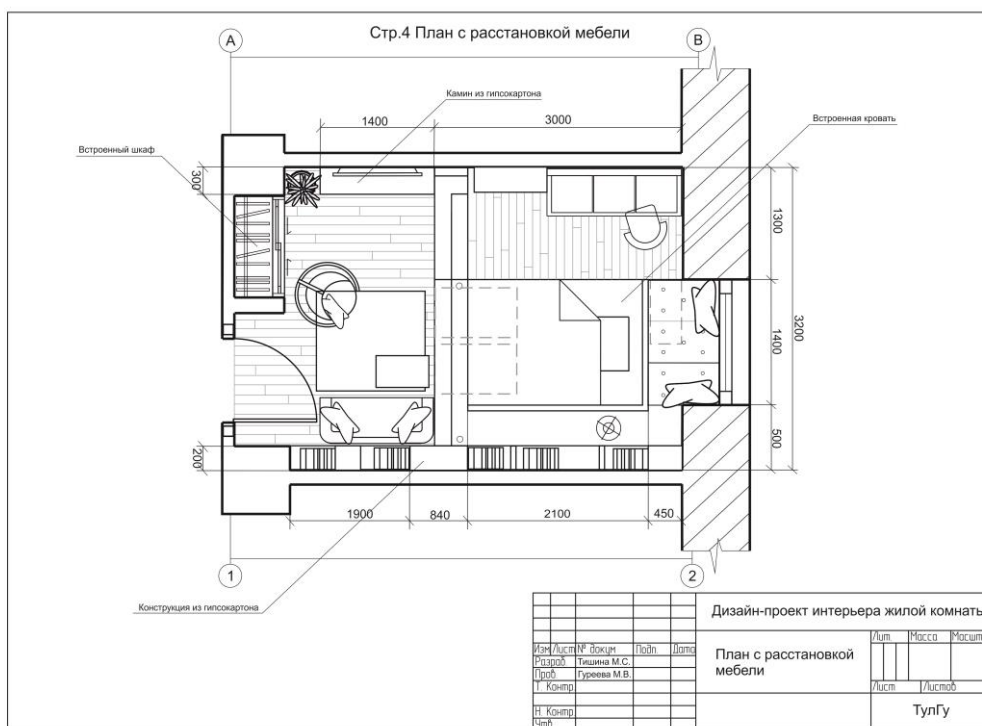 А
Стр.4 План с расстановкой мебели
В
Камин из гипсокартона
Встроенная кровать
1400
3000
Встроенный шкаф
300
1300
1400
3200
500
200
1900
840
2100
450
1
2
Конструкция из гипсокартона
Дизайн-проект интерьера жилой комнаты
Лит. Масса Масшт
Изм Лист № докум Подп Дата
План с расстановкой
мебели
Разраб. Тишина М.С.
Пров. Гуреева М.В.
Т. Контр.
Лист Листов
Н. Контр.
ТулГу
Утв.